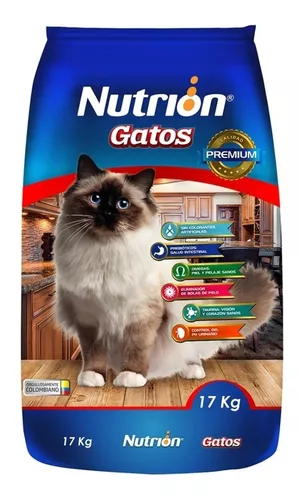 Nutrion®
Gatos
CALIDAD
PREMIUM
SIN COLORANTES
ARTIFICIALES
PREBIÓTICOS
SALUD INTESTINAL
OMEGAS
PIEL Y PELAJE SANOS
ELIMINADOR
DE BOLAS DE PELO
TAURINA: VISIÓN
Y CORAZÓN SANOS
CONTROL DEL
PH URINARIO
ORGULLOSAMENTE
COLOMBIANO
17 Kg
17 Kg
Nutrion®
Gatos